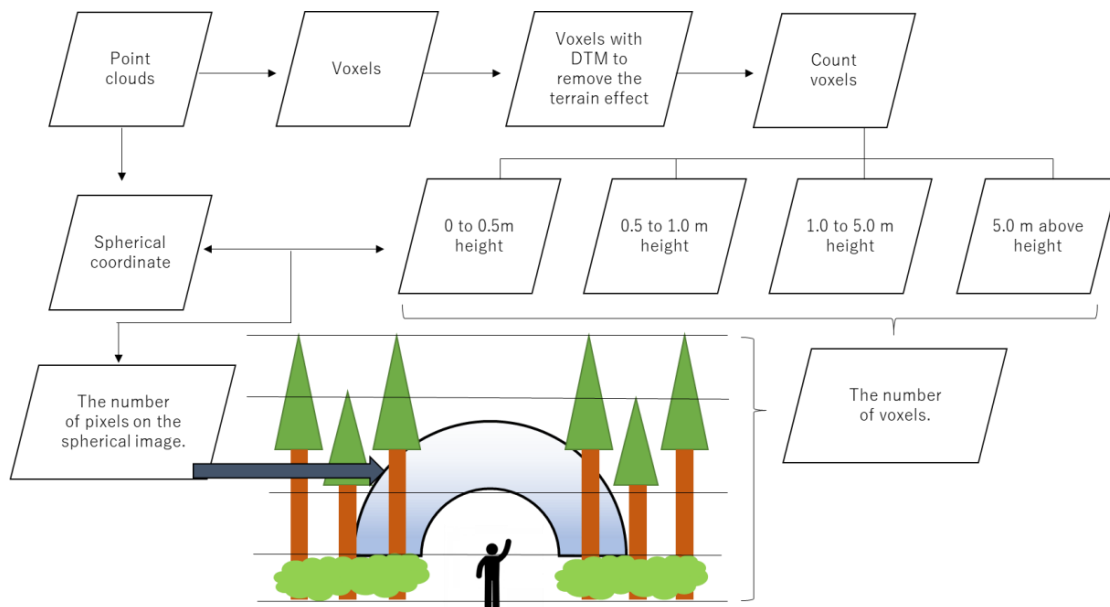 Point
clouds
Voxels
Voxels with
DTM to
remove the
terrain effect
Count
voxels
Spherical
coordinate
0 to 0.5m
height
0.5 to 1.0 m
height
1.0 to 5.0 m
height
5.0 m above
height
The number
of pixels on the
spherical image.
The number
of voxels.